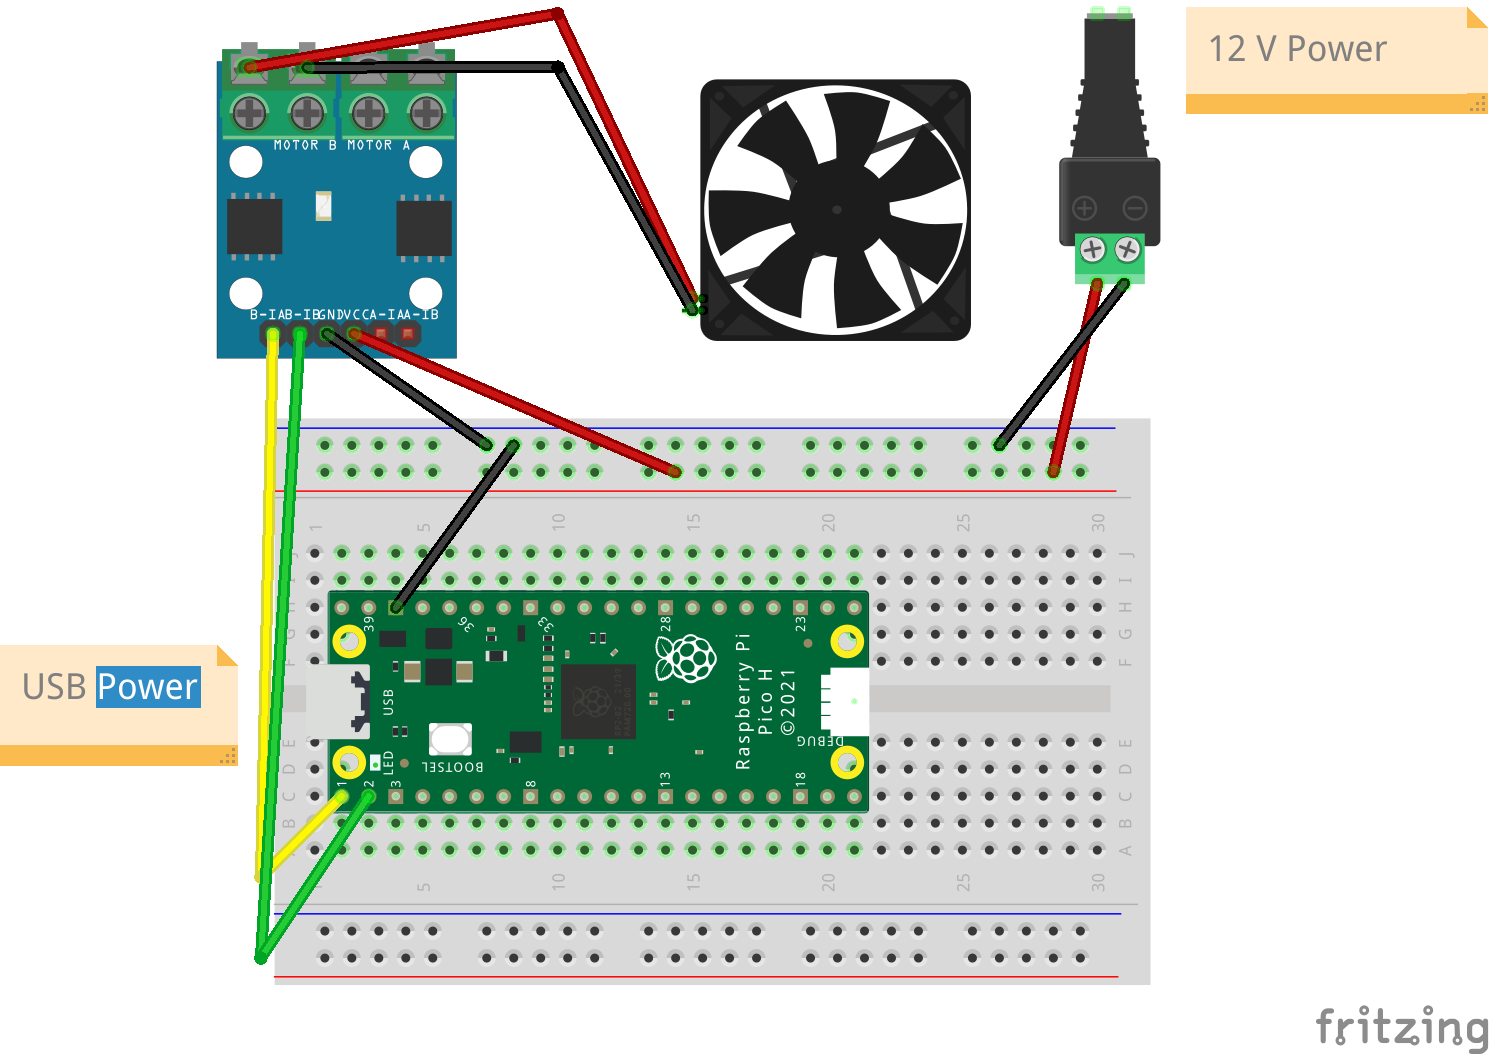 12 V Power
MOTOR B MOTOR A
B-IA B-IB GND VCC A-IA A-IB
USB Power
1 5 10 15 20 25 30
J J
I I
H H
G G
F F
39 36 33 28 23
USB
Raspberry Pi
Pico H
©2021
DEBUG
BOOTSEL
LED
1 2 3 8 13 18
E E
D D
C C
B B
A
1 5 10 15 20 25 30
fritzing